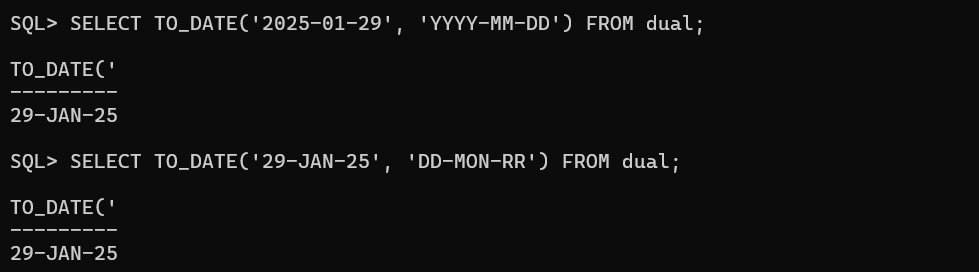 SQL> SELECT TO_DATE('2025-01-29', 'YYYY-MM-DD') FROM dual;
TO_DATE('
---------
29-JAN-25
SQL> SELECT TO_DATE('29-JAN-25', 'DD-MON-RR') FROM dual;
TO_DATE('
---------
29-JAN-25